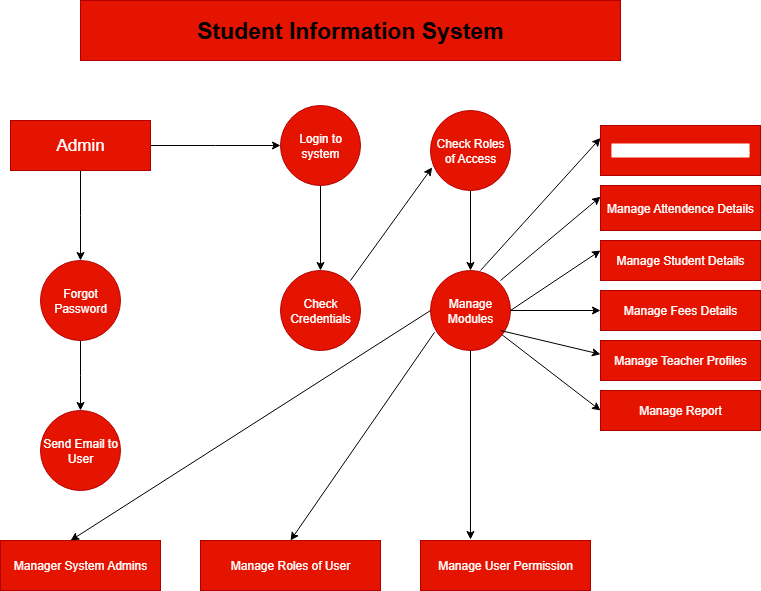 Student Information System
Admin
Login to
system
Check Roles
of Access
Manage Attendence Details
Manage Student Details
Forgot
Password
Check
Credentials
Manage
Modules
Manage Fees Details
Manage Teacher Profiles
Manage Report
Send Email to
User
Manager System Admins
Manage Roles of User
Manage User Permission